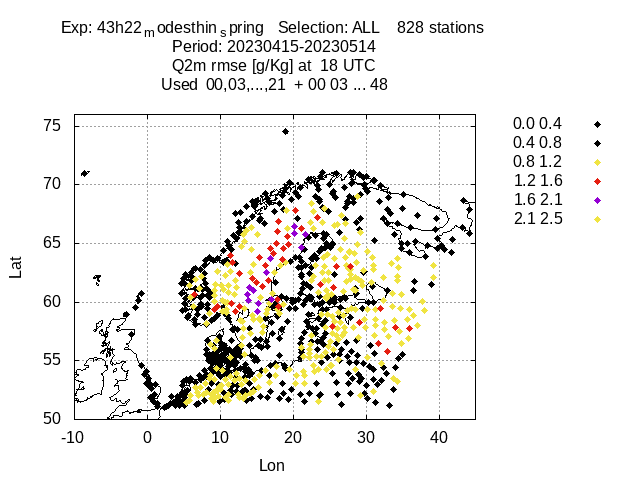 Exp: 43h22modesthinspring   Selection: ALL    828 stations
Period: 20230415-20230514
Q2m rmse [g/Kg] at  18 UTC
Used  00,03,...,21  + 00 03 ... 48
0.0 0.4
0.4 0.8
0.8 1.2
1.2 1.6
1.6 2.1
2.1 2.5
75
70
65
60
55
50
Lat
-10 0 10 20 30 40
Lon